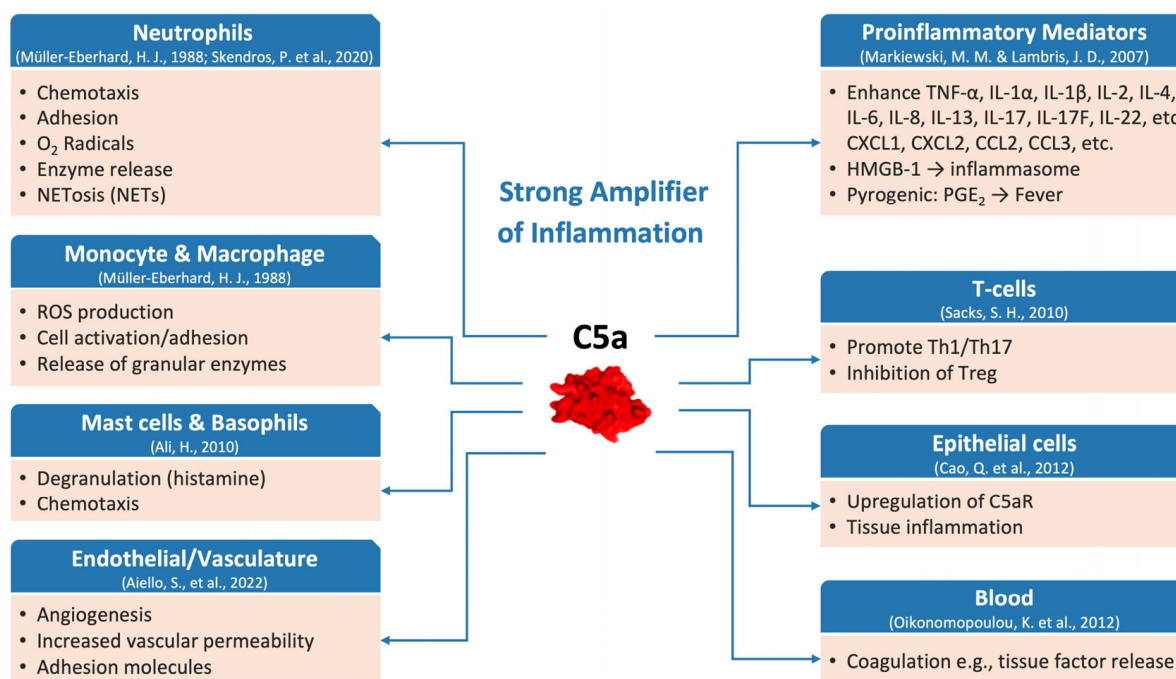 Neutrophils
(Müller-Eberhard, H. J., 1988; Skendros, P. et al., 2020)
• Chemotaxis
• Adhesion
• O₂ Radicals
• Enzyme release
• NETosis (NETs)
Monocyte & Macrophage
(Müller-Eberhard, H. J., 1988)
• ROS production
• Cell activation/adhesion
• Release of granular enzymes
Mast cells & Basophils
(Ali, H., 2010)
• Degranulation (histamine)
• Chemotaxis
Endothelial/Vasculature
(Aiello, S., et al., 2022)
• Angiogenesis
• Increased vascular permeability
• Adhesion molecules
Strong Amplifier
of Inflammation
C5a
Proinflammatory Mediators
(Markiewski, M. M. & Lambris, J. D., 2007)
• Enhance TNF-α, IL-1α, IL-1β, IL-2, IL-4,
IL-6, IL-8, IL-13, IL-17, IL-17F, IL-22, etc
CXCL1, CXCL2, CCL2, CCL3, etc.
• HMGB-1 → inflammasome
• Pyrogenic: PGE₂ → Fever
T-cells
(Sacks, S. H., 2010)
• Promote Th1/Th17
• Inhibition of Treg
Epithelial cells
(Cao, Q. et al., 2012)
• Upregulation of C5aR
• Tissue inflammation
Blood
(Oikonomopoulou, K. et al., 2012)
• Coagulation e.g., tissue factor release